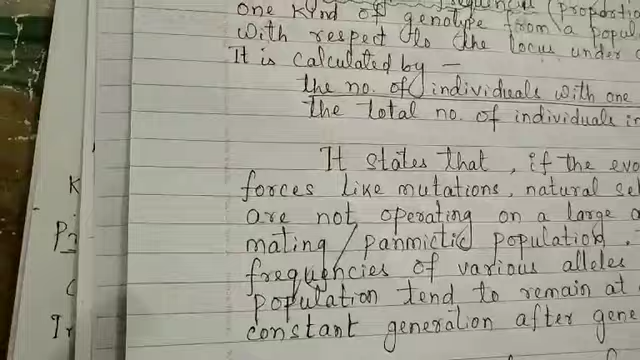 one kind of genotype from a popul
with respect to the locus under
It is calculated by —
the no. of individuals with one
the total no. of individuals in
It states that, if the evo
forces like mutations, natural sel
are not operating on a large
mating / panmictic population.
frequencies of various alleles
population tend to remain at
constant generation after gene
K